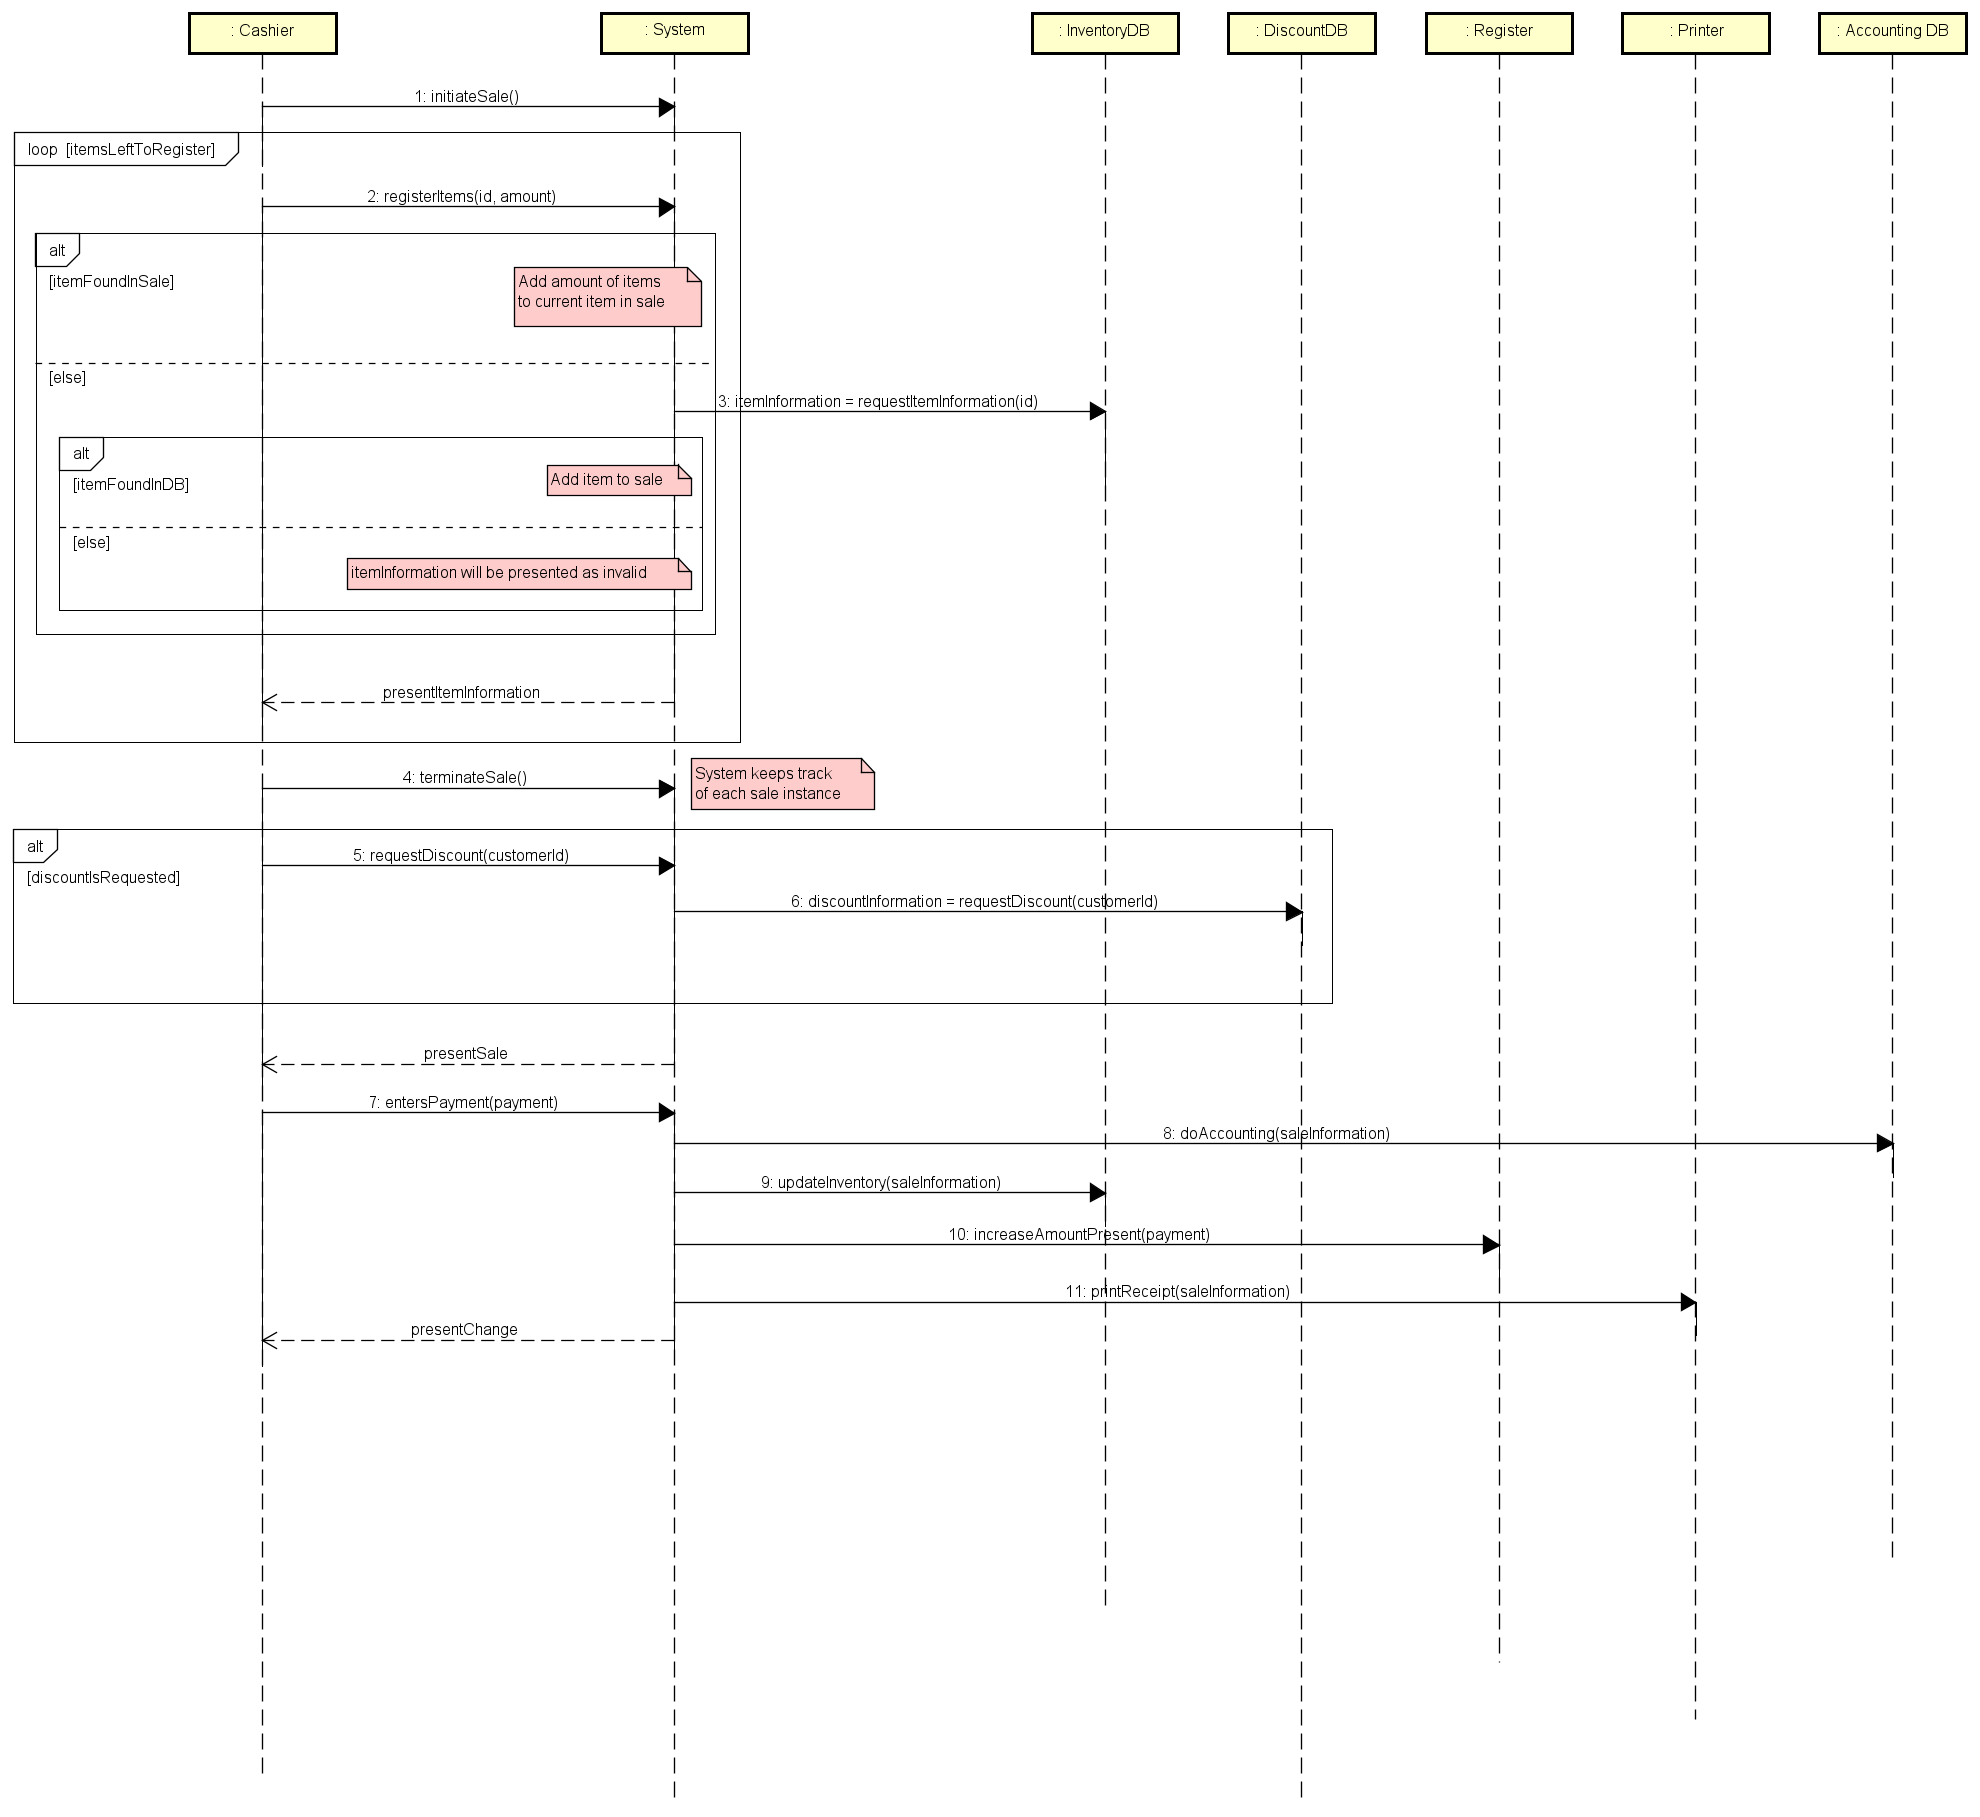 : Cashier
: System
: InventoryDB
: DiscountDB
: Register
: Printer
: Accounting DB
1: initiateSale()
loop [itemsLeftToRegister]
2: registerItems(id, amount)
alt
[itemFoundInSale]
Add amount of items
to current item in sale
[else]
3: itemInformation = requestItemInformation(id)
alt
[itemFoundInDB]
Add item to sale
[else]
itemInformation will be presented as invalid
presentItemInformation
4: terminateSale()
System keeps track
of each sale instance
alt
[discountIsRequested]
5: requestDiscount(customerId)
6: discountInformation = requestDiscount(customerId)
presentSale
7: entersPayment(payment)
8: doAccounting(saleInformation)
9: updateInventory(saleInformation)
10: increaseAmountPresent(payment)
11: printReceipt(saleInformation)
presentChange